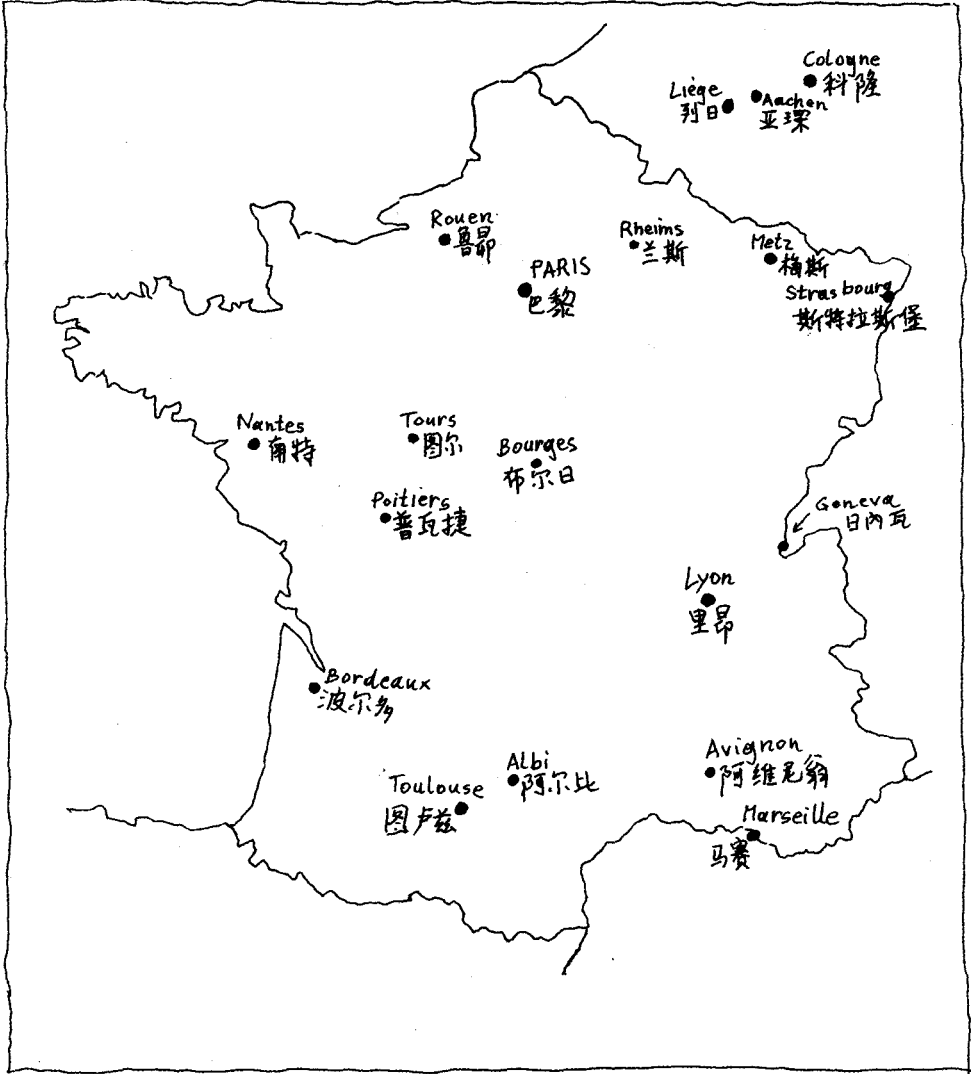 Cologne
科隆
Liège
列日
Aachen
亚琛
Rouen
鲁昂
Rheims
兰斯
Metz
梅斯
PARIS
巴黎
Strasbourg
斯特拉斯堡
Nantes
南特
Tours
图尔
Bourges
布尔日
Poitiers
普瓦捷
Geneva
日内瓦
Lyon
里昂
Bordeaux
波尔多
Avignon
阿维尼翁
Albi
阿尔比
Toulouse
图卢兹
Marseille
马赛